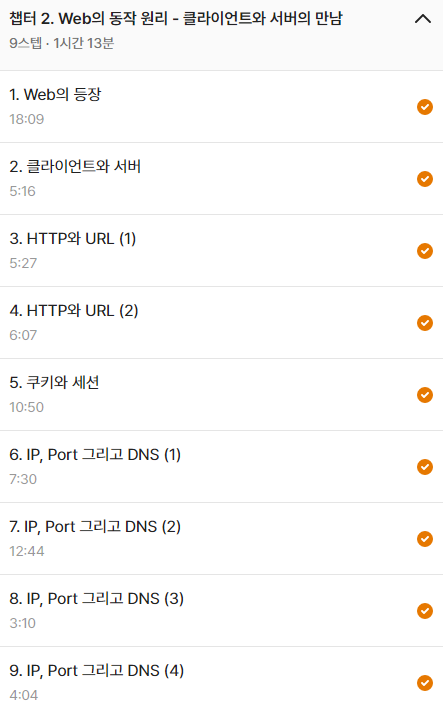 챕터 2. Web의 동작 원리 - 클라이언트와 서버의 만남
9스텝 · 1시간 13분
1. Web의 등장
18:09
2. 클라이언트와 서버
5:16
3. HTTP와 URL (1)
5:27
4. HTTP와 URL (2)
6:07
5. 쿠키와 세션
10:50
6. IP, Port 그리고 DNS (1)
7:30
7. IP, Port 그리고 DNS (2)
12:44
8. IP, Port 그리고 DNS (3)
3:10
9. IP, Port 그리고 DNS (4)
4:04